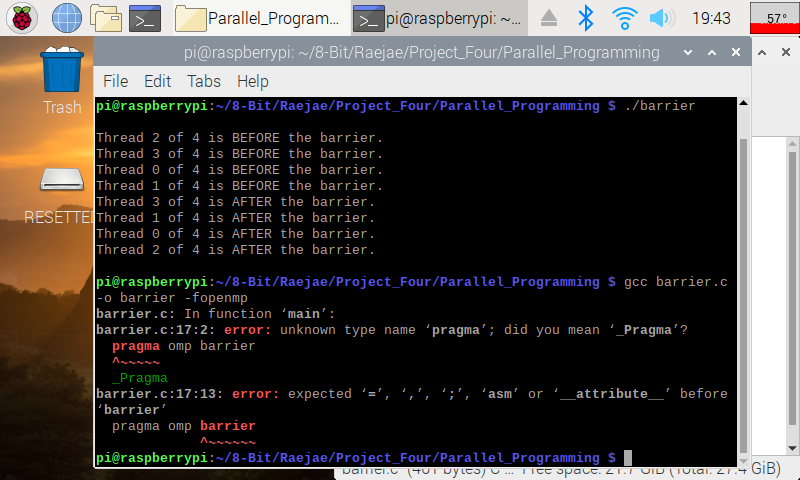 Parallel_Program...
pi@raspberrypi: ~...
19:43
57°
pi@raspberrypi: ~/8-Bit/Raejae/Project_Four/Parallel_Programming
File Edit Tabs Help
Trash
RESETTED
pi@raspberrypi:~/8-Bit/Raejae/Project_Four/Parallel_Programming $ ./barrier
Thread 2 of 4 is BEFORE the barrier.
Thread 3 of 4 is BEFORE the barrier.
Thread 0 of 4 is BEFORE the barrier.
Thread 1 of 4 is BEFORE the barrier.
Thread 3 of 4 is AFTER the barrier.
Thread 1 of 4 is AFTER the barrier.
Thread 0 of 4 is AFTER the barrier.
Thread 2 of 4 is AFTER the barrier.
pi@raspberrypi:~/8-Bit/Raejae/Project_Four/Parallel_Programming $ gcc barrier.c
-o barrier -fopenmp
barrier.c: In function ‘main’:
barrier.c:17:2: error: unknown type name ‘pragma’; did you mean ‘_Pragma’?
pragma omp barrier
^~~~~~
_Pragma
barrier.c:17:13: error: expected ‘=’, ‘,’, ‘;’, ‘asm’ or ‘__attribute__’ before
‘barrier’
pragma omp barrier
^~~~~~~
pi@raspberrypi:~/8-Bit/Raejae/Project_Four/Parallel_Programming $
"barrier.c" (461 bytes) C ... Free space: 21.7 GiB (Total: 27.4 GiB)